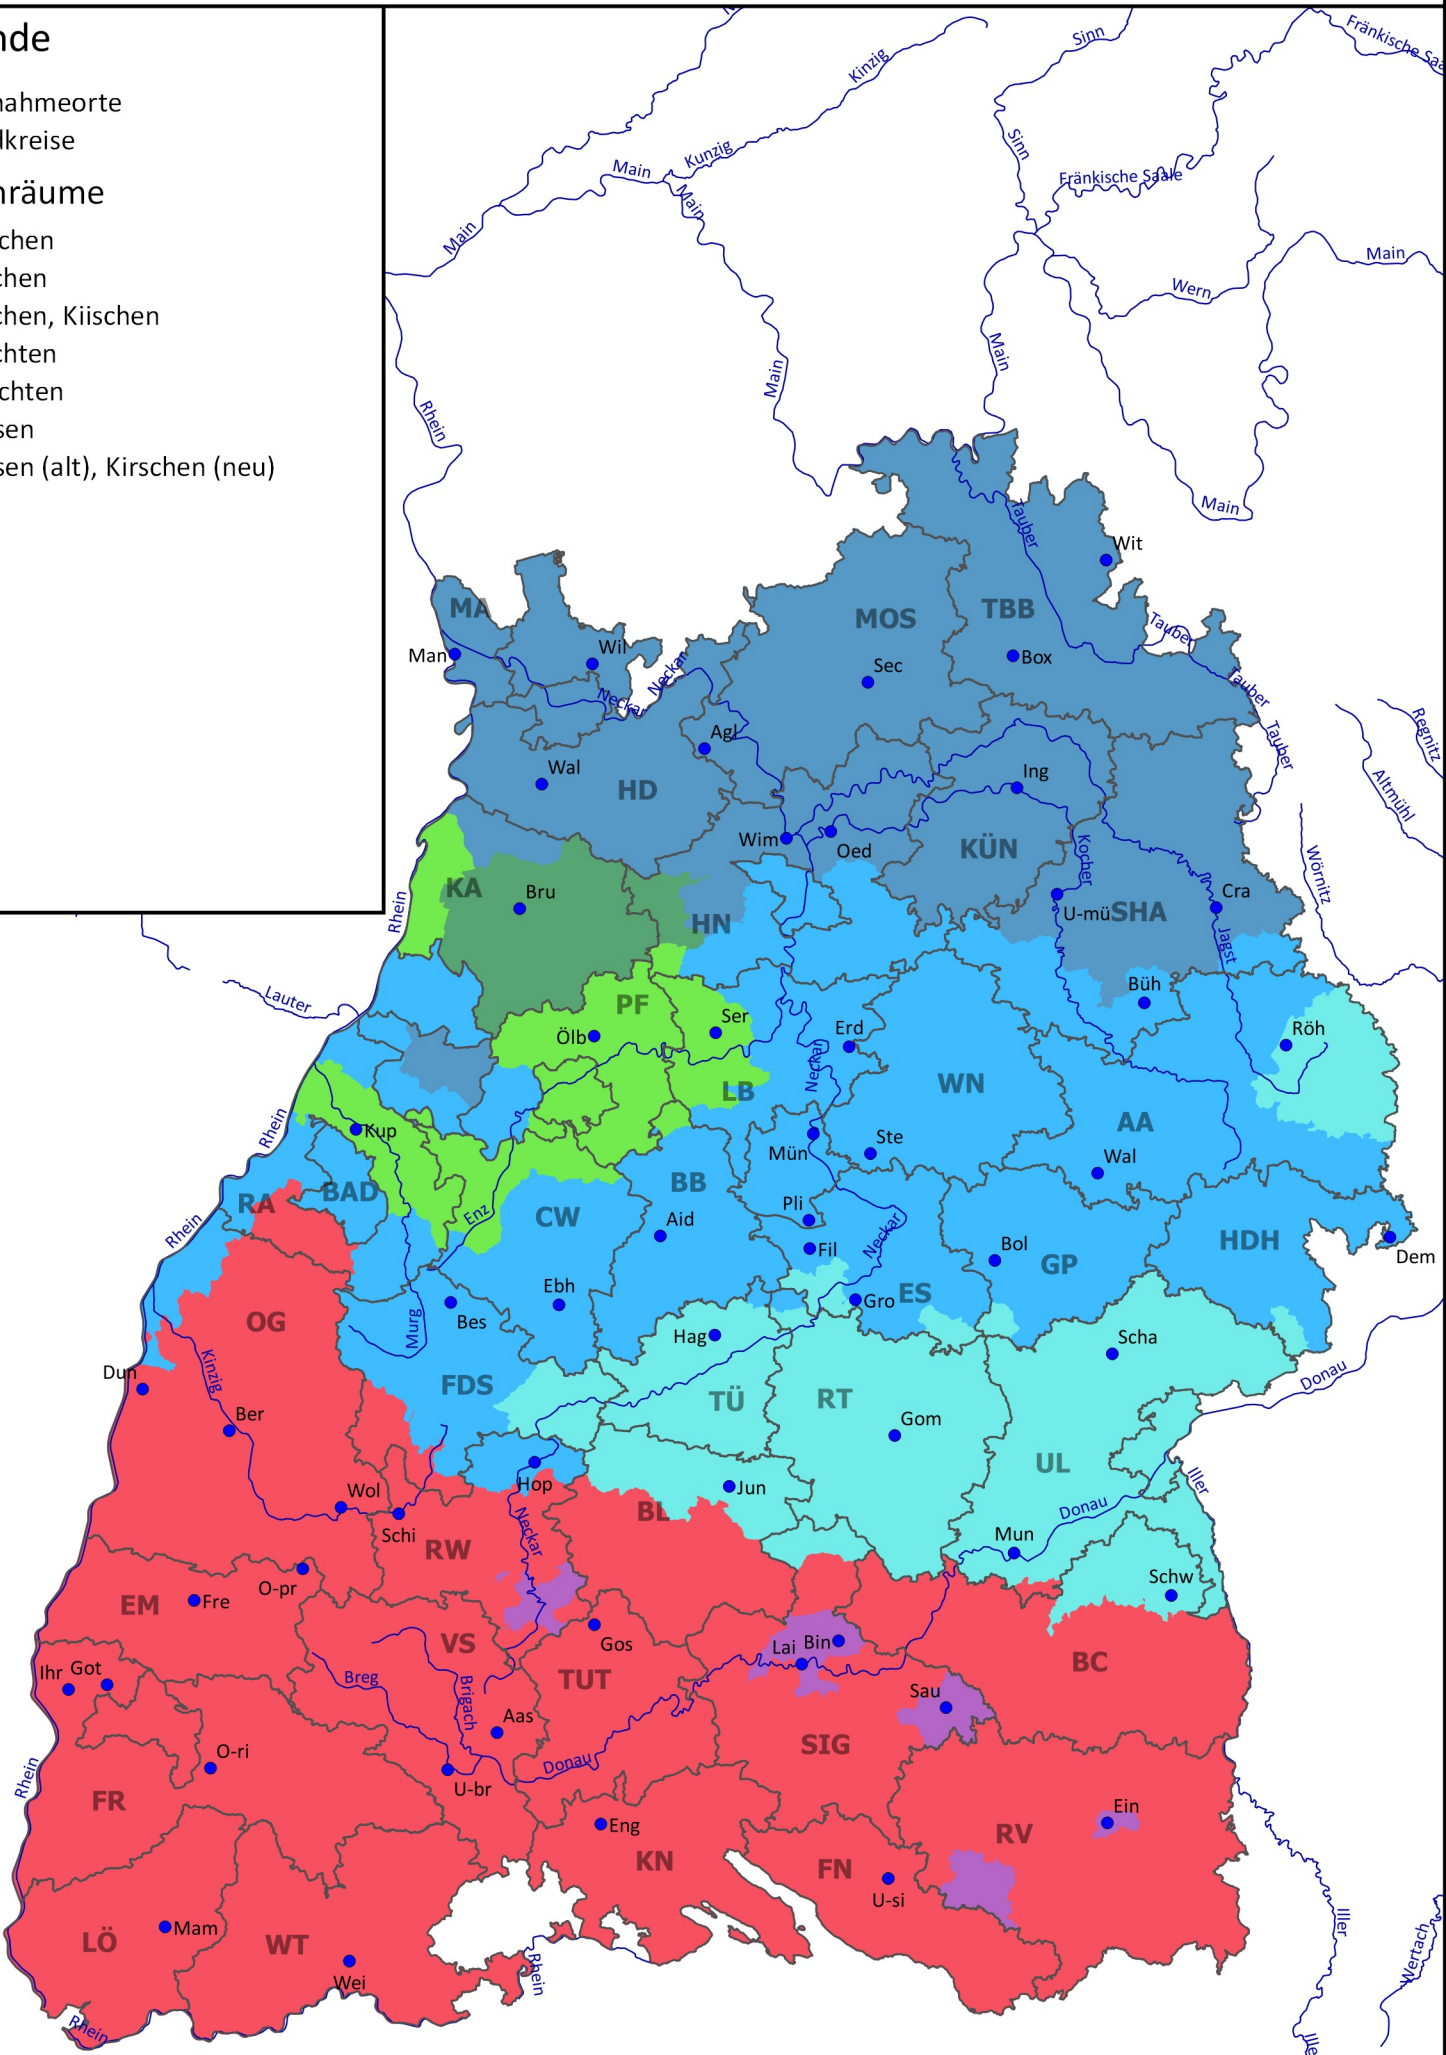 nde
nahmeorte
dkreise
nräume
schen
chen
chen, Kiischen
chten
chten
sen
sen (alt), Kirschen (neu)
Kinzig
Sinn
Fränkische Saa
Kunzig
Main
Main
Sinn
Fränkische Saale
Main
Main
Wern
Main
Main
Rhein
Main
Tauber
Wit
MA
MOS
TBB
Tauber
Man
Wil
Neckar
Sec
Box
Neckar
Tauber
Regnitz
Agl
Tauber
Wal
HD
Ing
Altmühl
Wim
Oed
KÜN
Kocher
Wörnitz
KA
Bru
Rhein
HN
U-mü
SHA
Cra
Jagst
Lauter
PF
Büh
Ölb
Ser
Erd
Röh
Neckar
WN
LB
Rhein
Kup
AA
Mün
Ste
Wal
RA
BAD
BB
Rhein
Enz
CW
Aid
Pli
Neckar
Fil
HDH
Bol
GP
Dem
Ebh
ES
Gro
OG
Bes
Murg
Hag
Scha
Kinzig
Dun
Donau
FDS
TÜ
RT
Ber
Gom
UL
Hop
Jun
Iller
Wol
BL
Donau
Schi
Neckar
RW
Mun
O-pr
Schw
EM
Fre
VS
Gos
Lai
Bin
BC
Ihr
Got
Breg
Brigach
TUT
Sau
Aas
SIG
O-ri
Donau
U-br
Rhein
FR
Ein
Eng
RV
KN
FN
U-si
LÖ
Mam
WT
Iller
Wertach
Wei
Rhein
Rhein
Ille